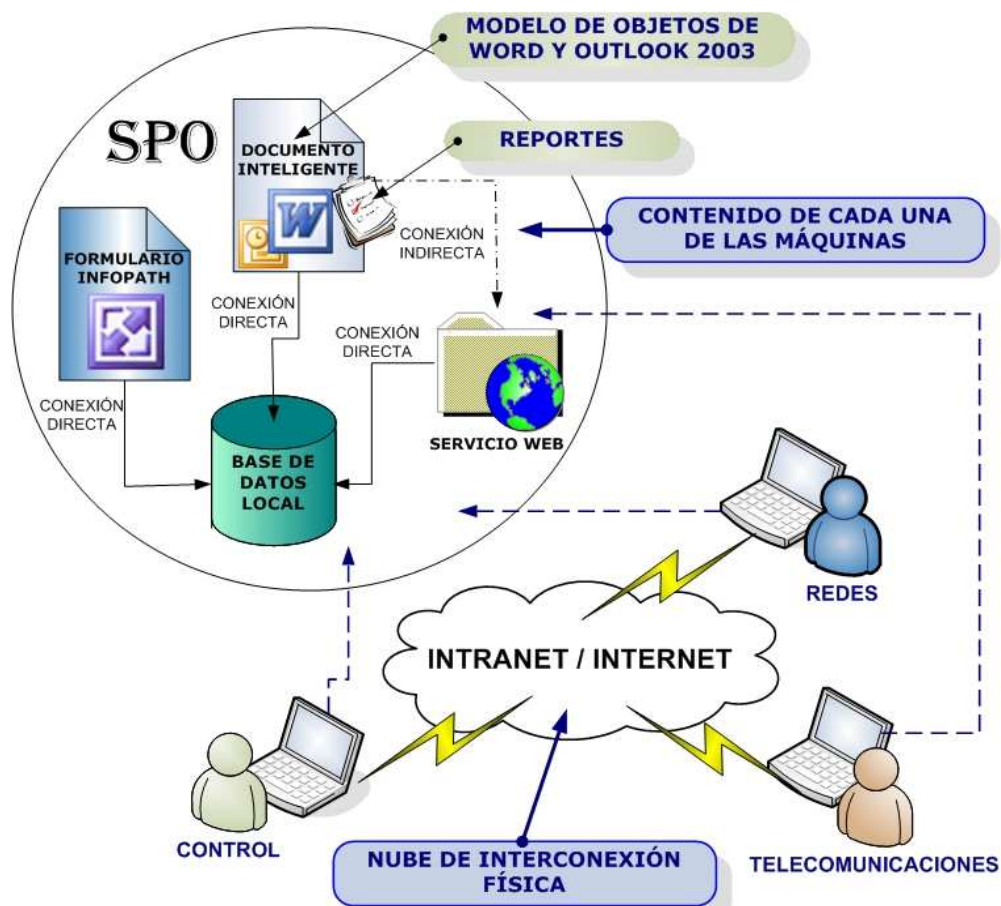 MODELO DE OBJETOS DE
WORD Y OUTLOOK 2003
SPO
DOCUMENTO
INTELIGENTE
REPORTES
W
CONTENIDO DE CADA UNA
DE LAS MÁQUINAS
FORMULARIO
INFOPATH
CONEXIÓN
INDIRECTA
CONEXIÓN
DIRECTA
CONEXIÓN
DIRECTA
CONEXIÓN
DIRECTA
SERVICIO WEB
BASE DE
DATOS
LOCAL
REDES
INTRANET / INTERNET
CONTROL
TELECOMUNICACIONES
NUBE DE INTERCONEXIÓN
FÍSICA